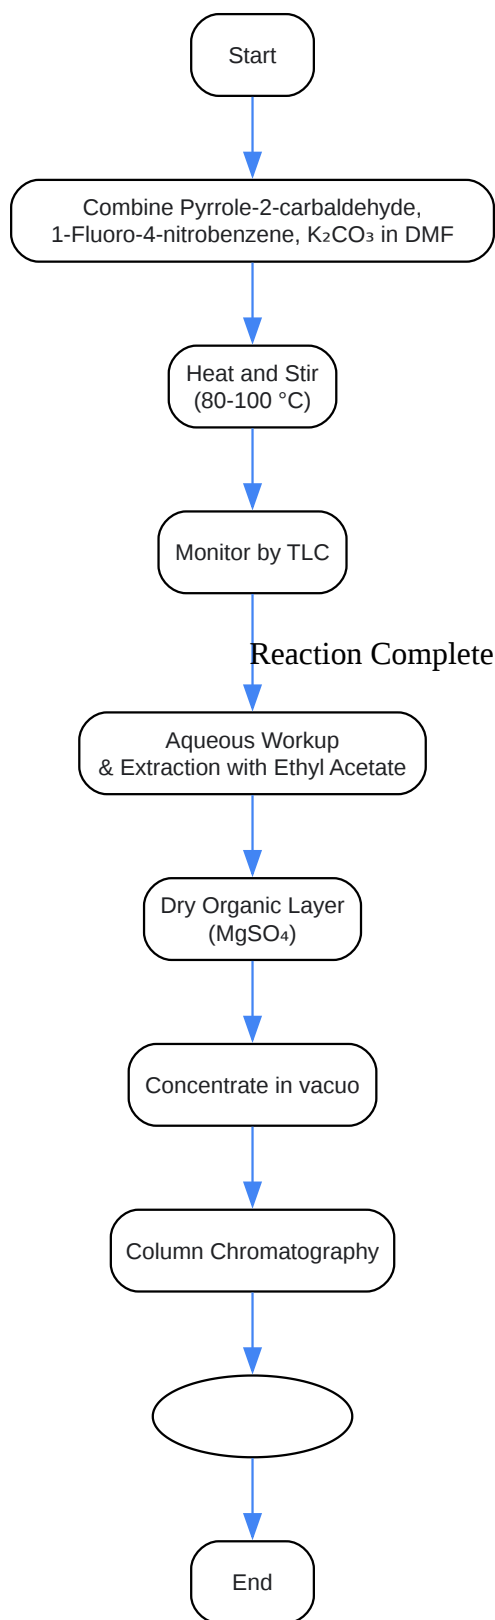 Start
Combine Pyrrole-2-carbaldehyde,
1-Fluoro-4-nitrobenzene, K₂CO₃ in DMF
Heat and Stir
(80-100 °C)
Monitor by TLC
Reaction Complete
Aqueous Workup
& Extraction with Ethyl Acetate
Dry Organic Layer
(MgSO₄)
Concentrate in vacuo
Column Chromatography
End